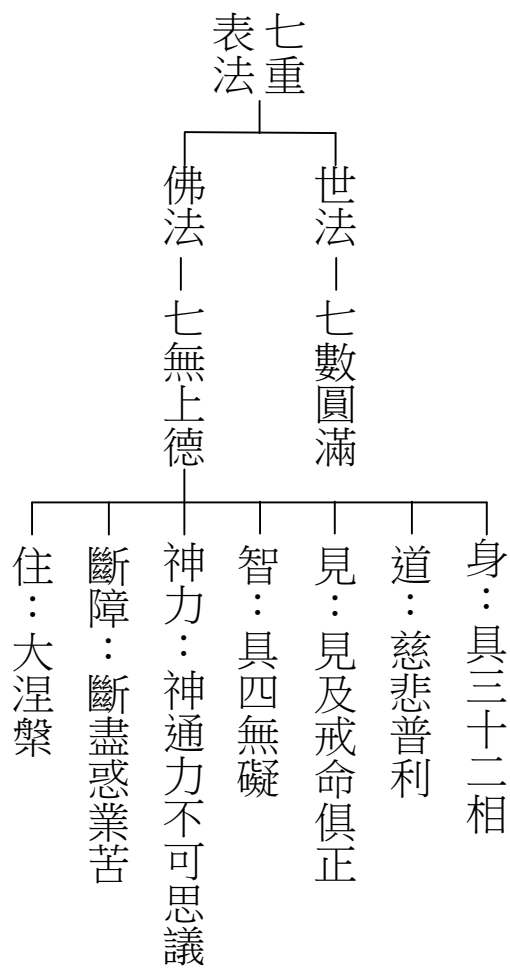 七重
表法
世法－七數圓滿
佛法－七無上德
身：具三十二相
道：慈悲普利
見：見及戒命俱正
智：具四無礙
神力：神通力不可思議
斷障：斷盡惑業苦
住：大涅槃